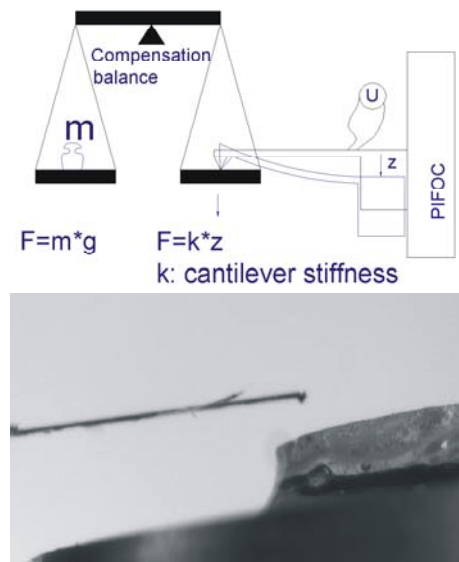 Compensation
balance
m
U
z
PIFOC
F=m*g
F=k*z
k: cantilever stiffness